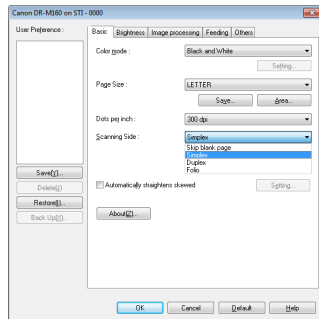 Canon DR-M160 on STI - 0000
User Preference :
Save[Y]...
Delete[J]
Restore[I]...
Back Up[X]...
Basic Brightness Image processing Feeding Others
Color mode : Black and White
Setting...
Page Size : LETTER
Save... Area...
Dots per inch : 300 dpi
Scanning Side : Simplex
Skip blank page
Simplex
Duplex
Folio
Automatically straightens skewed Setting...
About[Z]...
OK Cancel Default Help